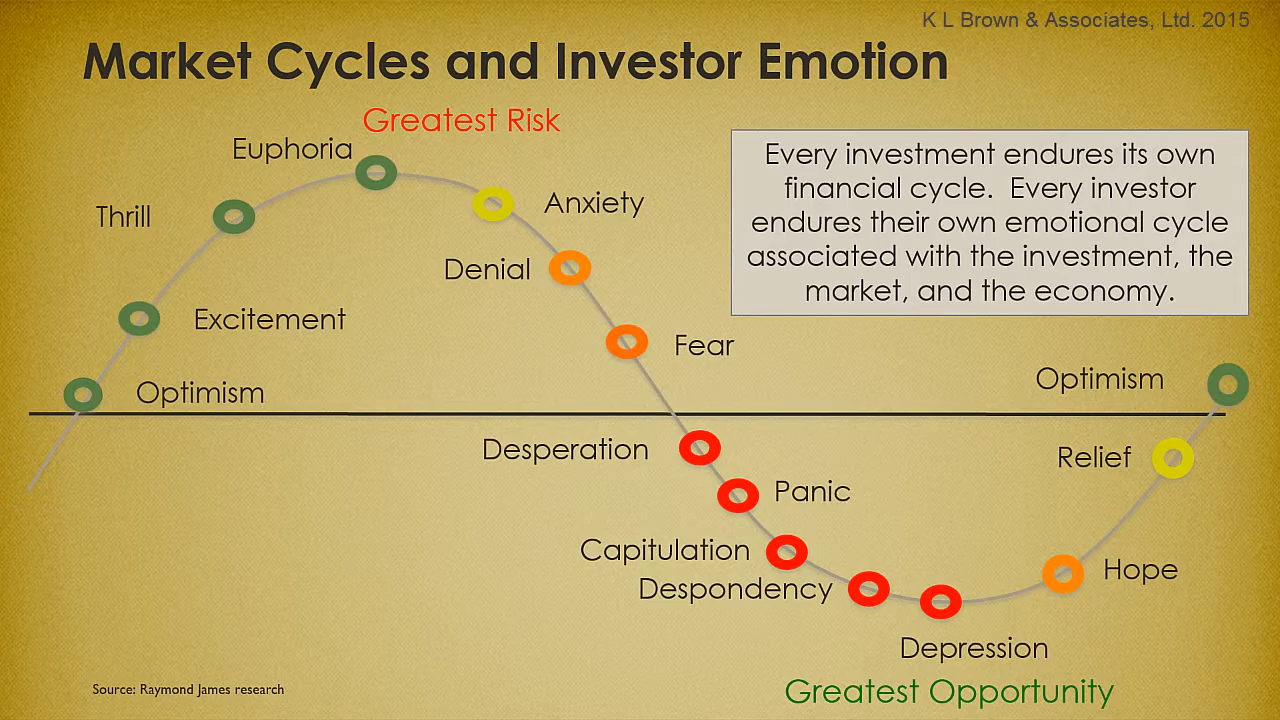 K L Brown & Associates, Ltd. 2015
Market Cycles and Investor Emotion
Greatest Risk
Euphoria
Thrill
Anxiety
Every investment endures its own
financial cycle.  Every investor
endures their own emotional cycle
associated with the investment, the
market, and the economy.
Denial
Excitement
Fear
Optimism
Optimism
Desperation
Relief
Panic
Capitulation
Hope
Despondency
Depression
Source: Raymond James research
Greatest Opportunity